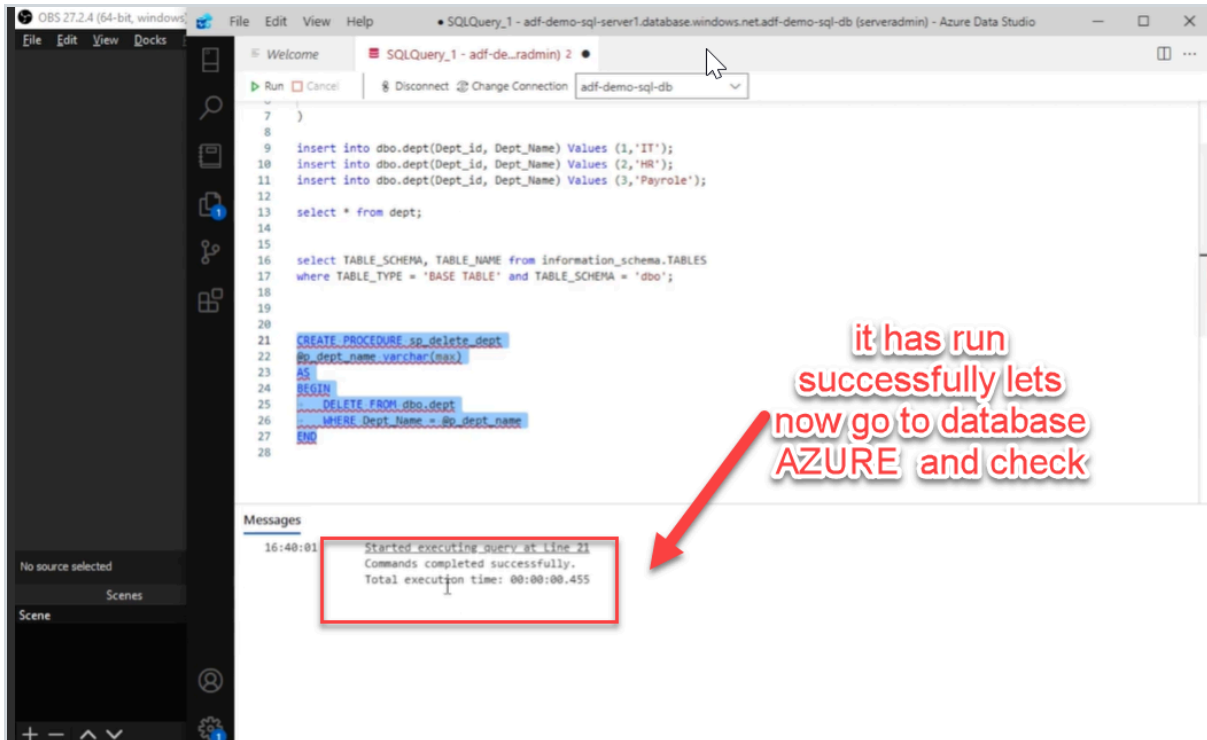 OBS 27.2.4 (64-bit, windows)
File Edit View Docks
File Edit View Help
● SQLQuery_1 - adf-demo-sql-server1.database.windows.net.adf-demo-sql-db (serveradmin) - Azure Data Studio
Welcome
SQLQuery_1 - adf-de...radmin) 2 ●
Run Cancel Disconnect Change Connection adf-demo-sql-db
7 )
8
9 insert into dbo.dept(Dept_id, Dept_Name) Values (1,'IT');
10 insert into dbo.dept(Dept_id, Dept_Name) Values (2,'HR');
11 insert into dbo.dept(Dept_id, Dept_Name) Values (3,'Payrole');
12
13 select * from dept;
14
15
16 select TABLE_SCHEMA, TABLE_NAME from information_schema.TABLES
17 where TABLE_TYPE = 'BASE TABLE' and TABLE_SCHEMA = 'dbo';
18
19
20
21 CREATE PROCEDURE sp_delete_dept
22 @p_dept_name varchar(max)
23 AS
24 BEGIN
25 DELETE FROM dbo.dept
26 WHERE Dept_Name = @p_dept_name
27 END
28
it has run
successfully lets
now go to database
AZURE and check
Messages
16:40:01 Started executing query at Line 21
Commands completed successfully.
Total execution time: 00:00:00.455
No source selected
Scenes
Scene
1
1